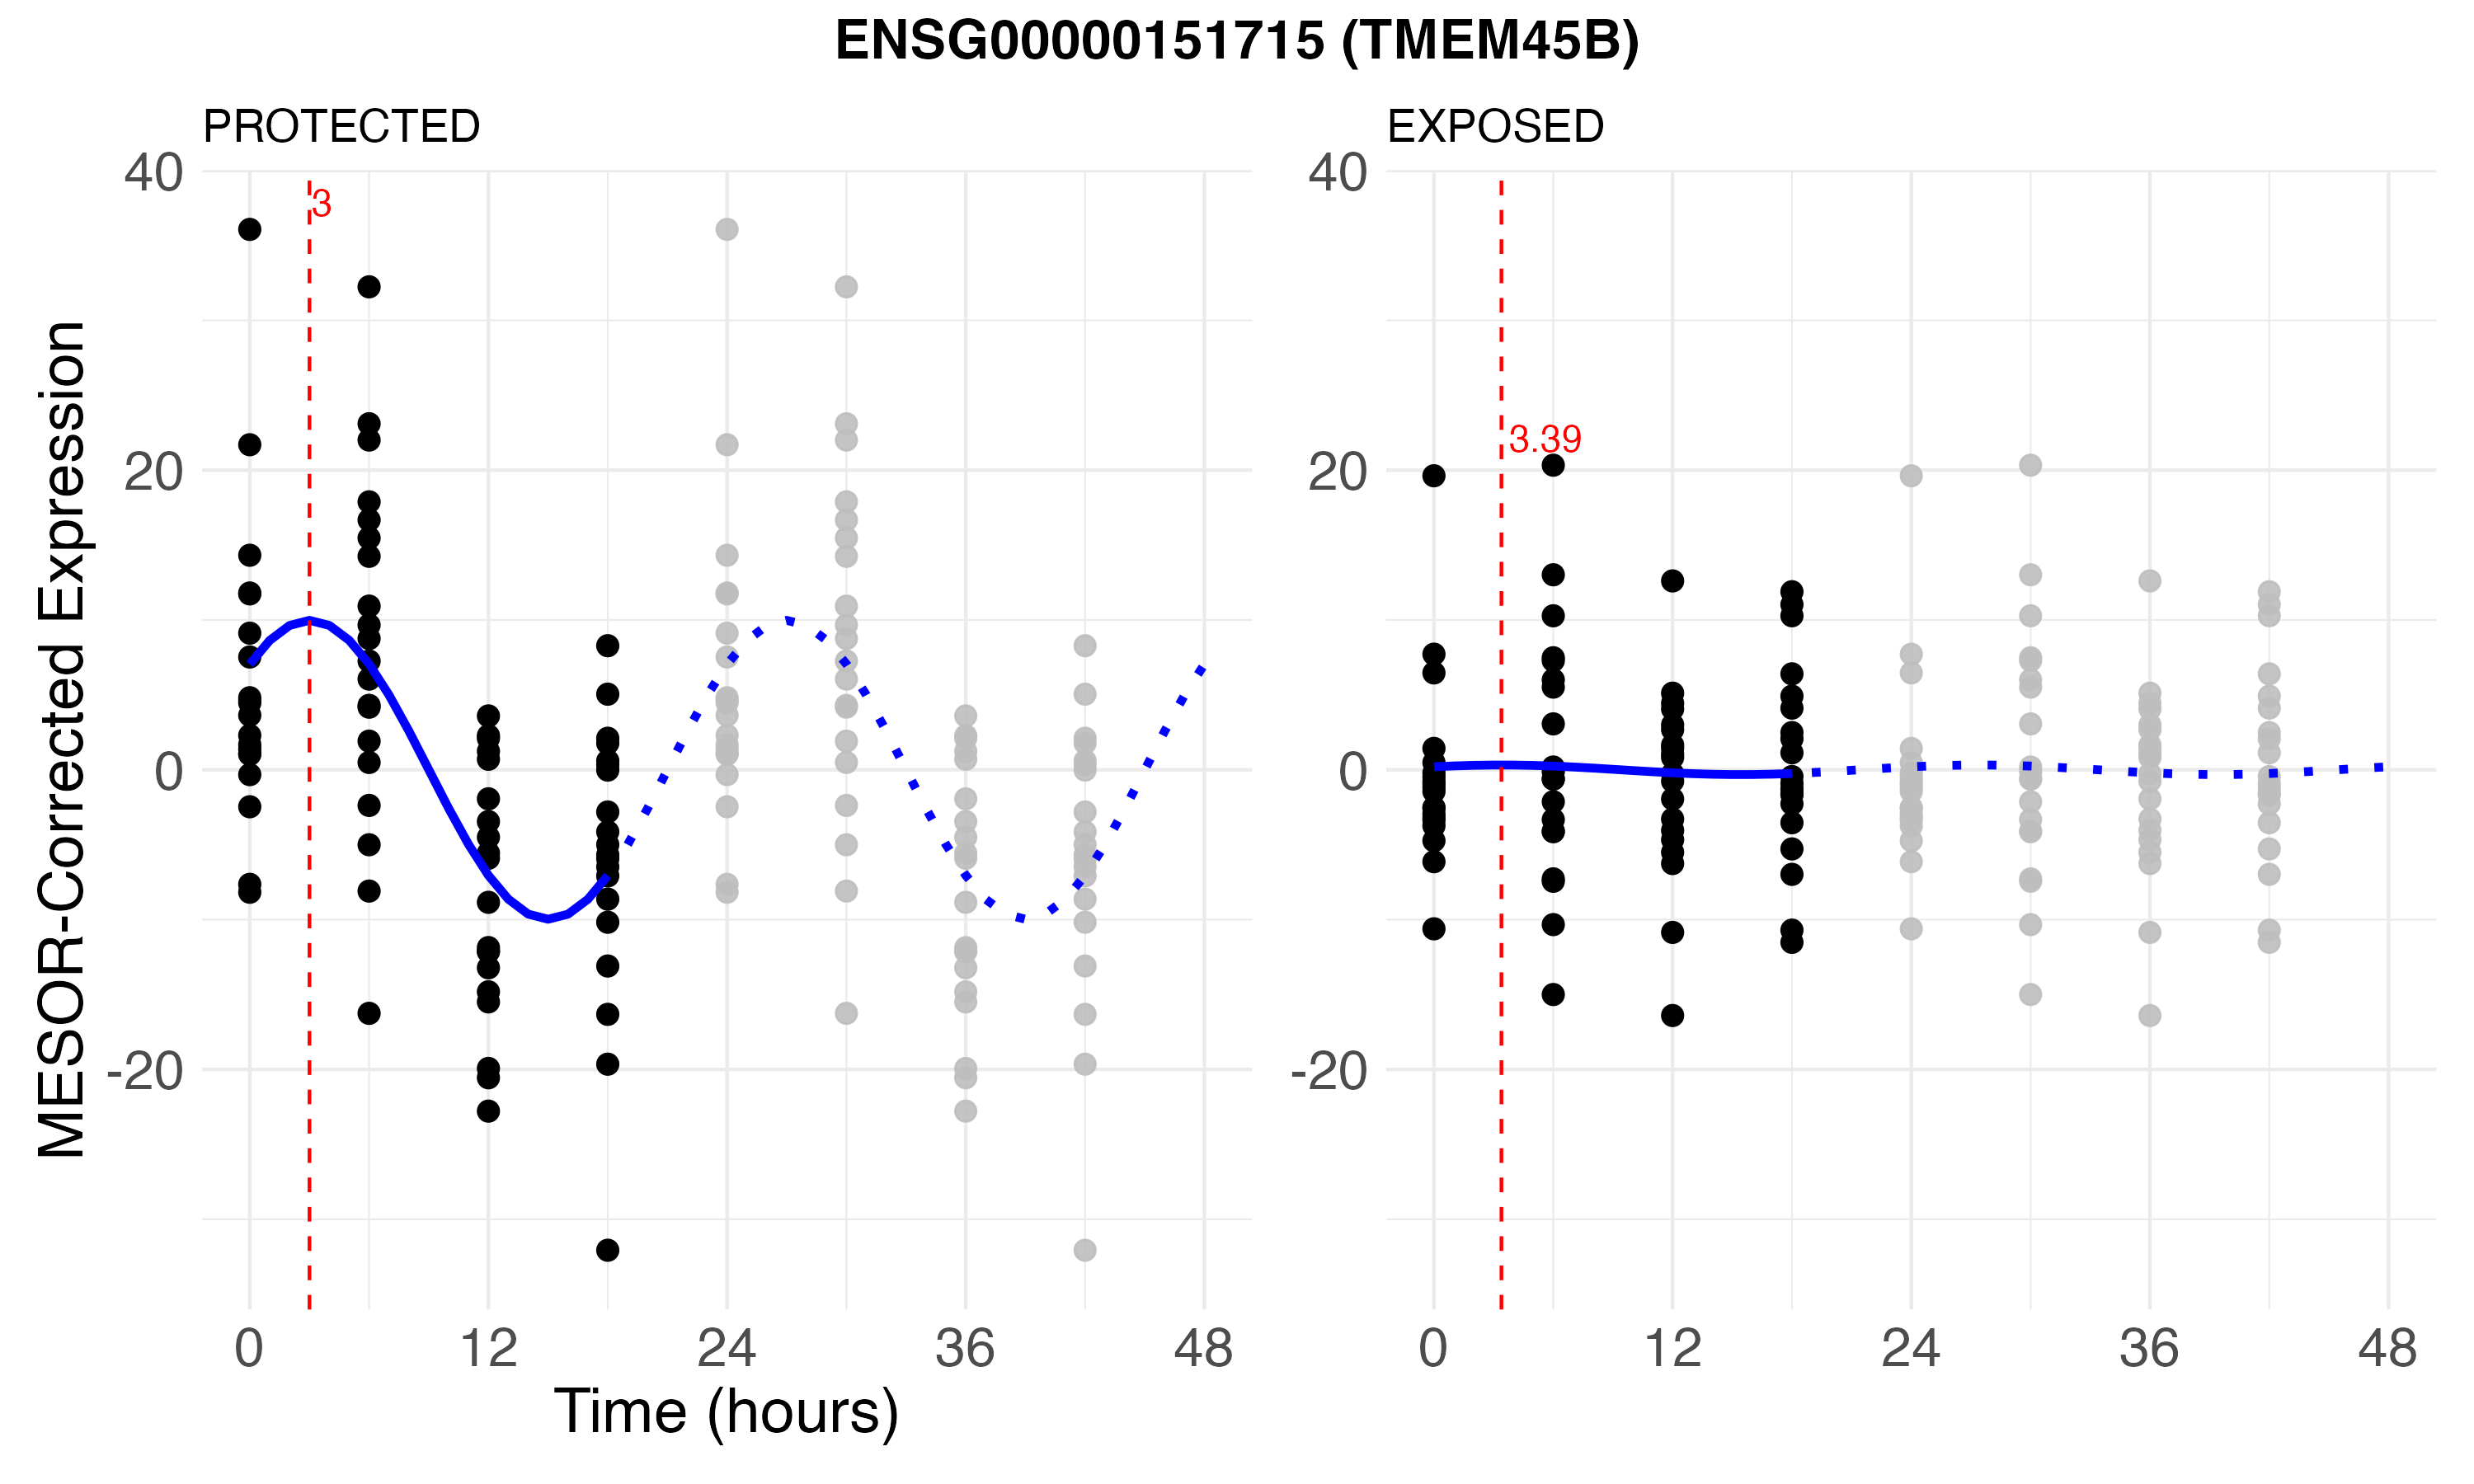 ENSG00000151715 (TMEM45B)
PROTECTED
EXPOSED
MESOR-Corrected Expression
40
20
0
-20
3
0 12 24 36 48
40
20
0
-20
3.39
0 12 24 36 48
Time (hours)